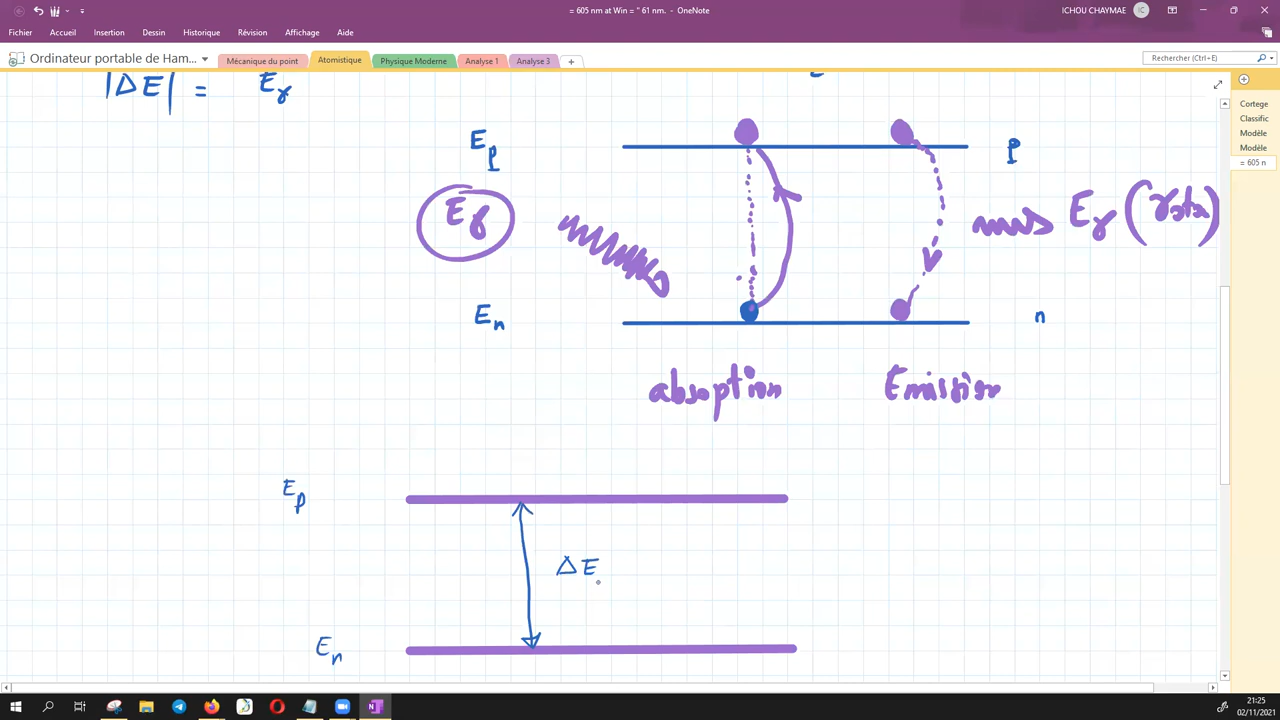 = 605 nm at Win = " 61 nm. - OneNote
ICHOU CHAYMAE
IC
Fichier
Accueil
Insertion
Dessin
Historique
Révision
Affichage
Aide
Ordinateur portable de Ham...
Mécanique du point
Atomistique
Physique Moderne
Analyse 1
Analyse 3
Rechercher (Ctrl+E)
Cortege
Classific
Modèle
Modèle
= 605 n
|ΔE| = Eγ
Ep
p
Eγ
Eγ
En
n
absoption
Emission
Ep
ΔE
En
21:25
02/11/2021